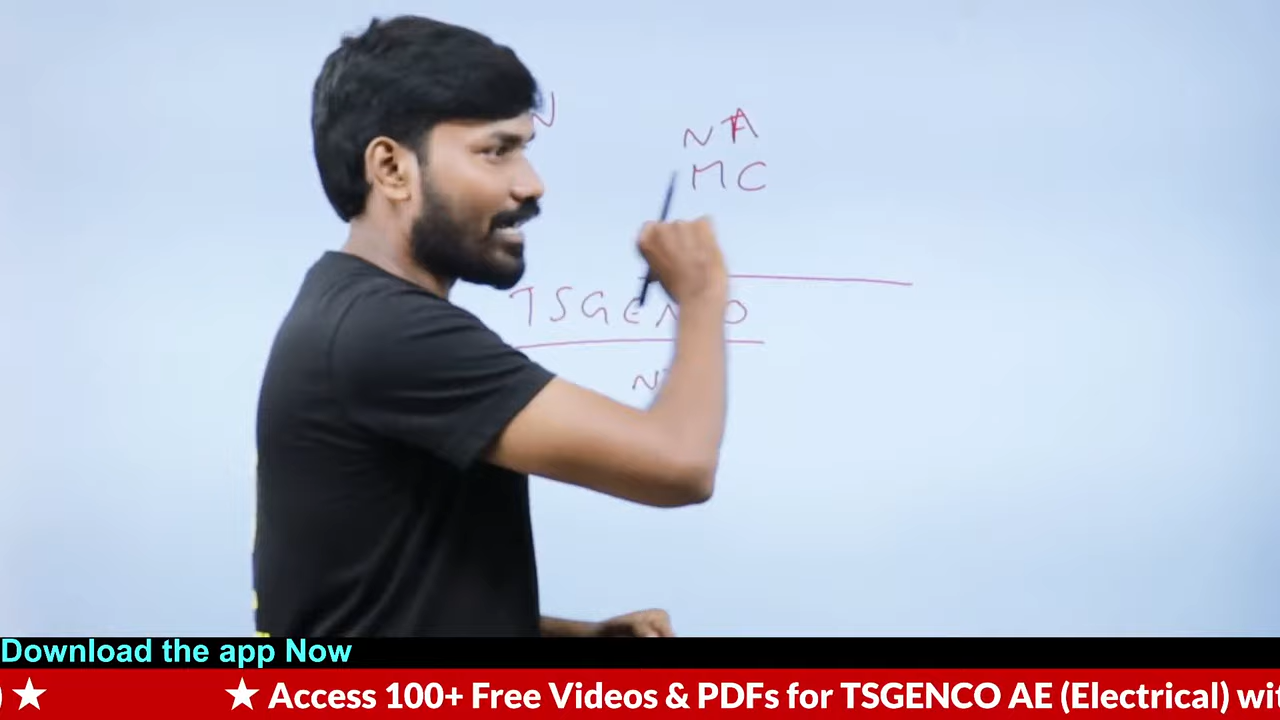 N
NTA
MC
TSGENCO
Download the app Now
) ★ ★ Access 100+ Free Videos & PDFs for TSGENCO AE (Electrical) wit